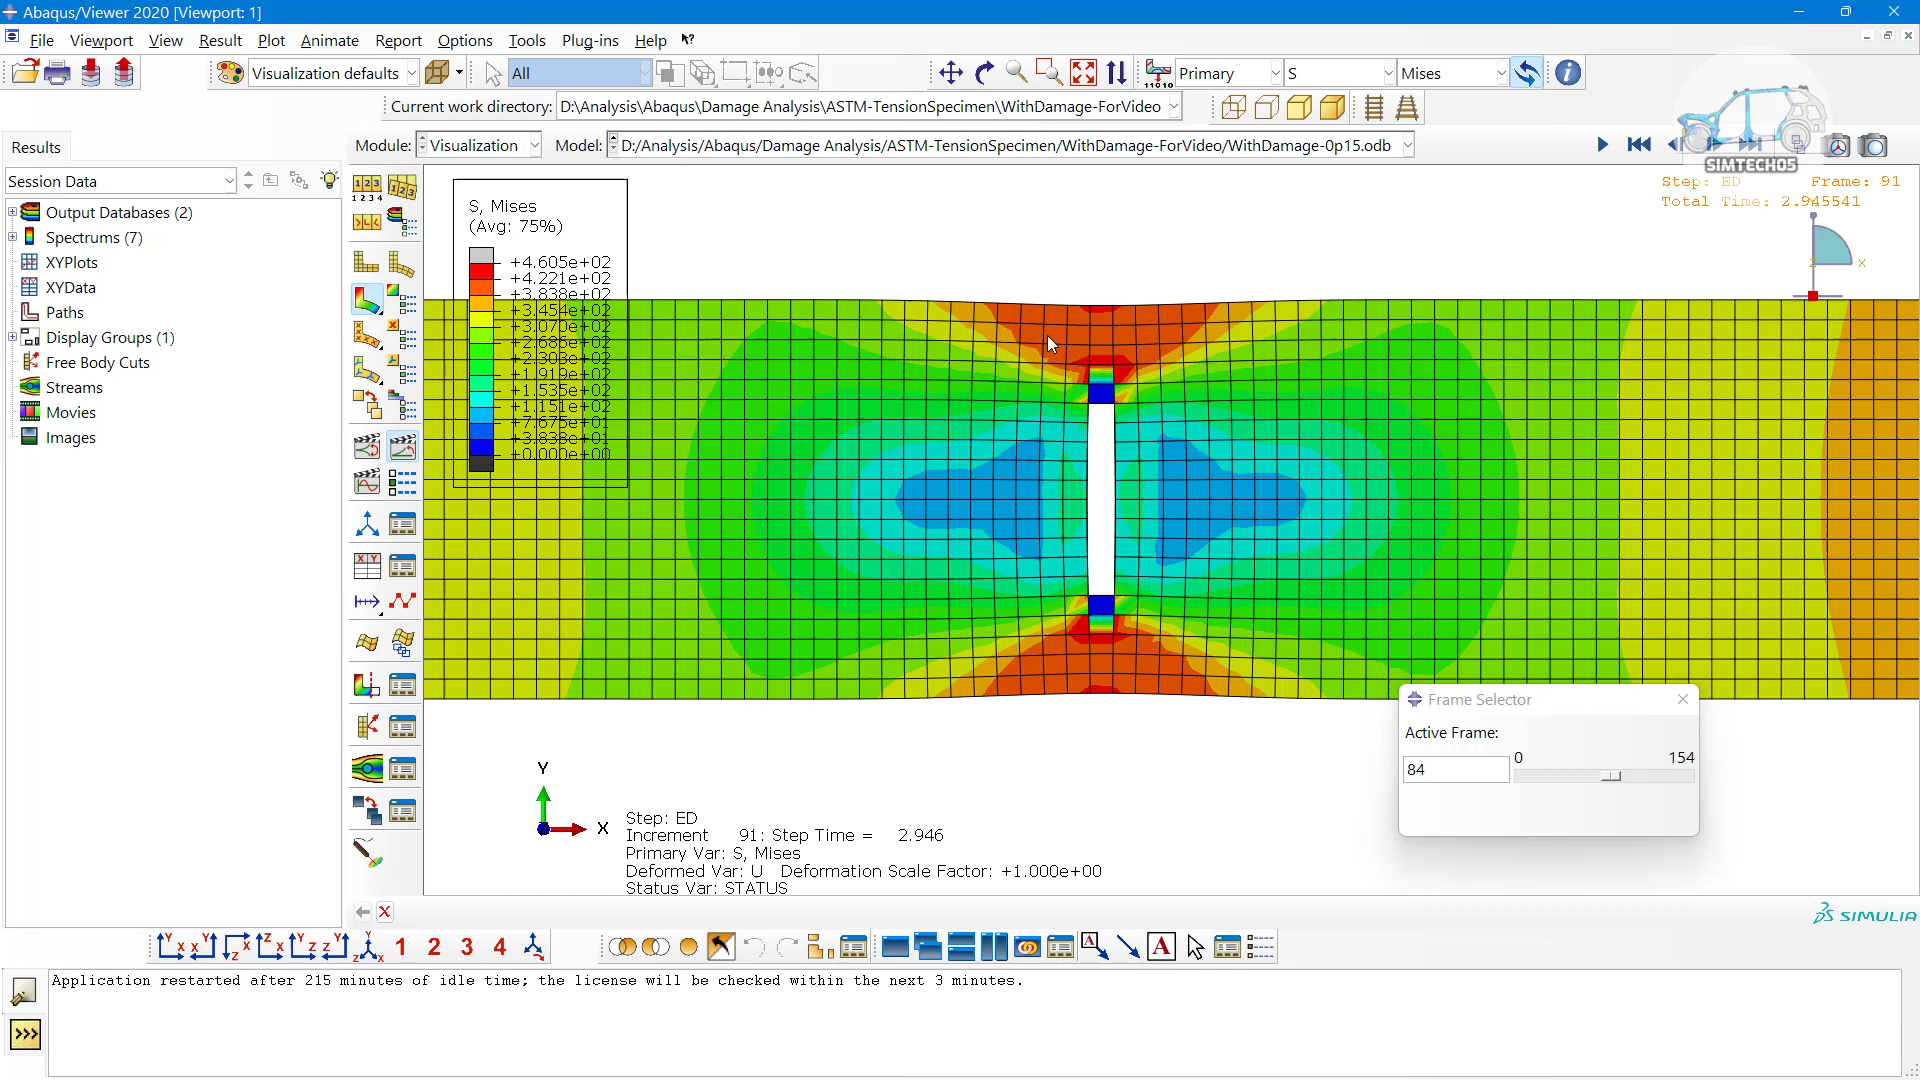 Abaqus/Viewer 2020 [Viewport: 1]
File Viewport View Result Plot Animate Report Options Tools Plug-ins Help
Visualization defaults
All
Primary
S
Mises
Current work directory: D:\Analysis\Abaqus\Damage Analysis\ASTM-TensionSpecimen\WithDamage-ForVideo
SIMTECH05
Results
Module: Visualization Model: D:/Analysis/Abaqus/Damage Analysis/ASTM-TensionSpecimen/WithDamage-ForVideo/WithDamage-0p15.odb
Session Data
Output Databases (2)
Spectrums (7)
XYPlots
XYData
Paths
Display Groups (1)
Free Body Cuts
Streams
Movies
Images
S, Mises
(Avg: 75%)
+4.605e+02
+4.221e+02
+3.838e+02
+3.454e+02
+3.070e+02
+2.686e+02
+2.303e+02
+1.919e+02
+1.535e+02
+1.151e+02
+7.675e+01
+3.838e+01
+0.000e+00
Step: ED Frame: 91
Total Time: 2.945541
Z X
Frame Selector
Active Frame:
84
0 154
Y
X
Step: ED
Increment 91: Step Time = 2.946
Primary Var: S, Mises
Deformed Var: U Deformation Scale Factor: +1.000e+00
Status Var: STATUS
SIMULIA
1 2 3 4
A
Application restarted after 215 minutes of idle time; the license will be checked within the next 3 minutes.
>>>